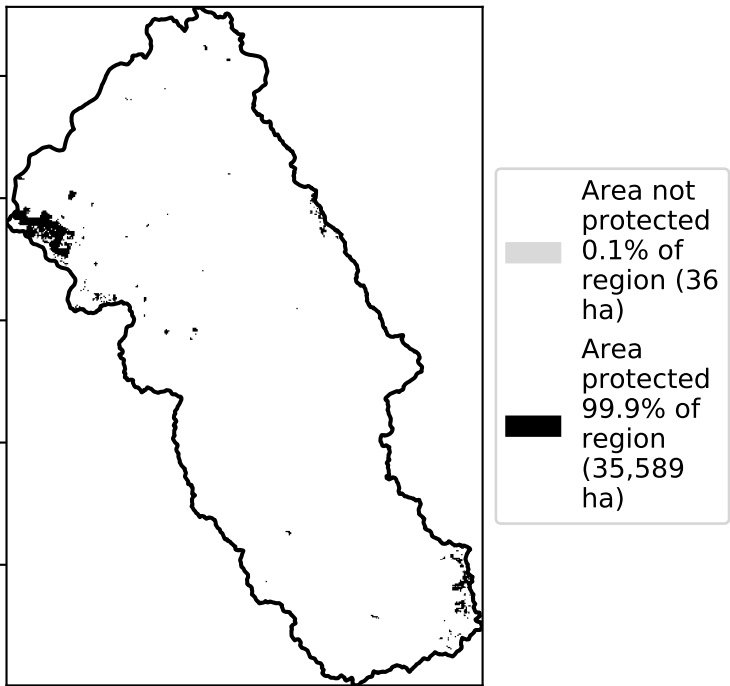 Area not
protected
0.1% of
region (36
ha)
Area
protected
99.9% of
region
(35,589
ha)